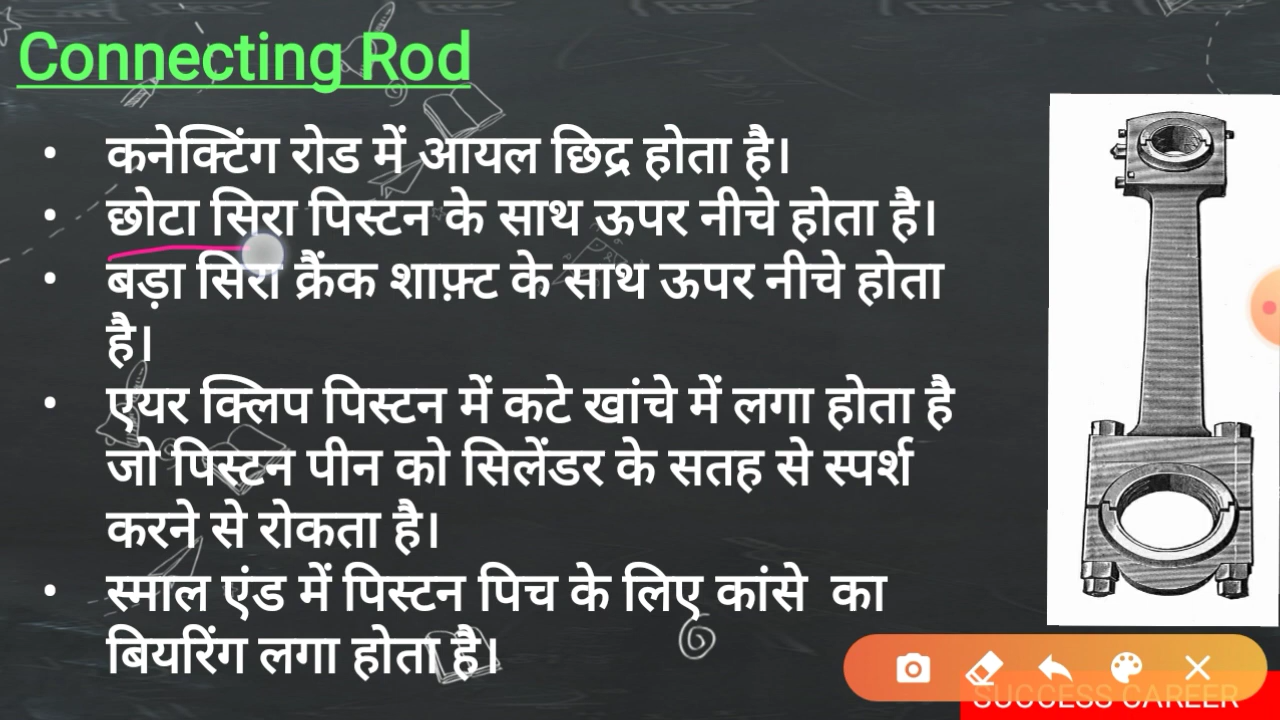 Connecting Rod
• कनेक्टिंग रोड में आयल छिद्र होता है।
• छोटा सिरा पिस्टन के साथ ऊपर नीचे होता है।
• बड़ा सिरा क्रैंक शाफ़्ट के साथ ऊपर नीचे होता
है।
• एयर क्लिप पिस्टन में कटे खांचे में लगा होता है
जो पिस्टन पीन को सिलेंडर के सतह से स्पर्श
करने से रोकता है।
• स्माल एंड में पिस्टन पिच के लिए कांसे का
बियरिंग लगा होता है।
SUCCESS CAREER